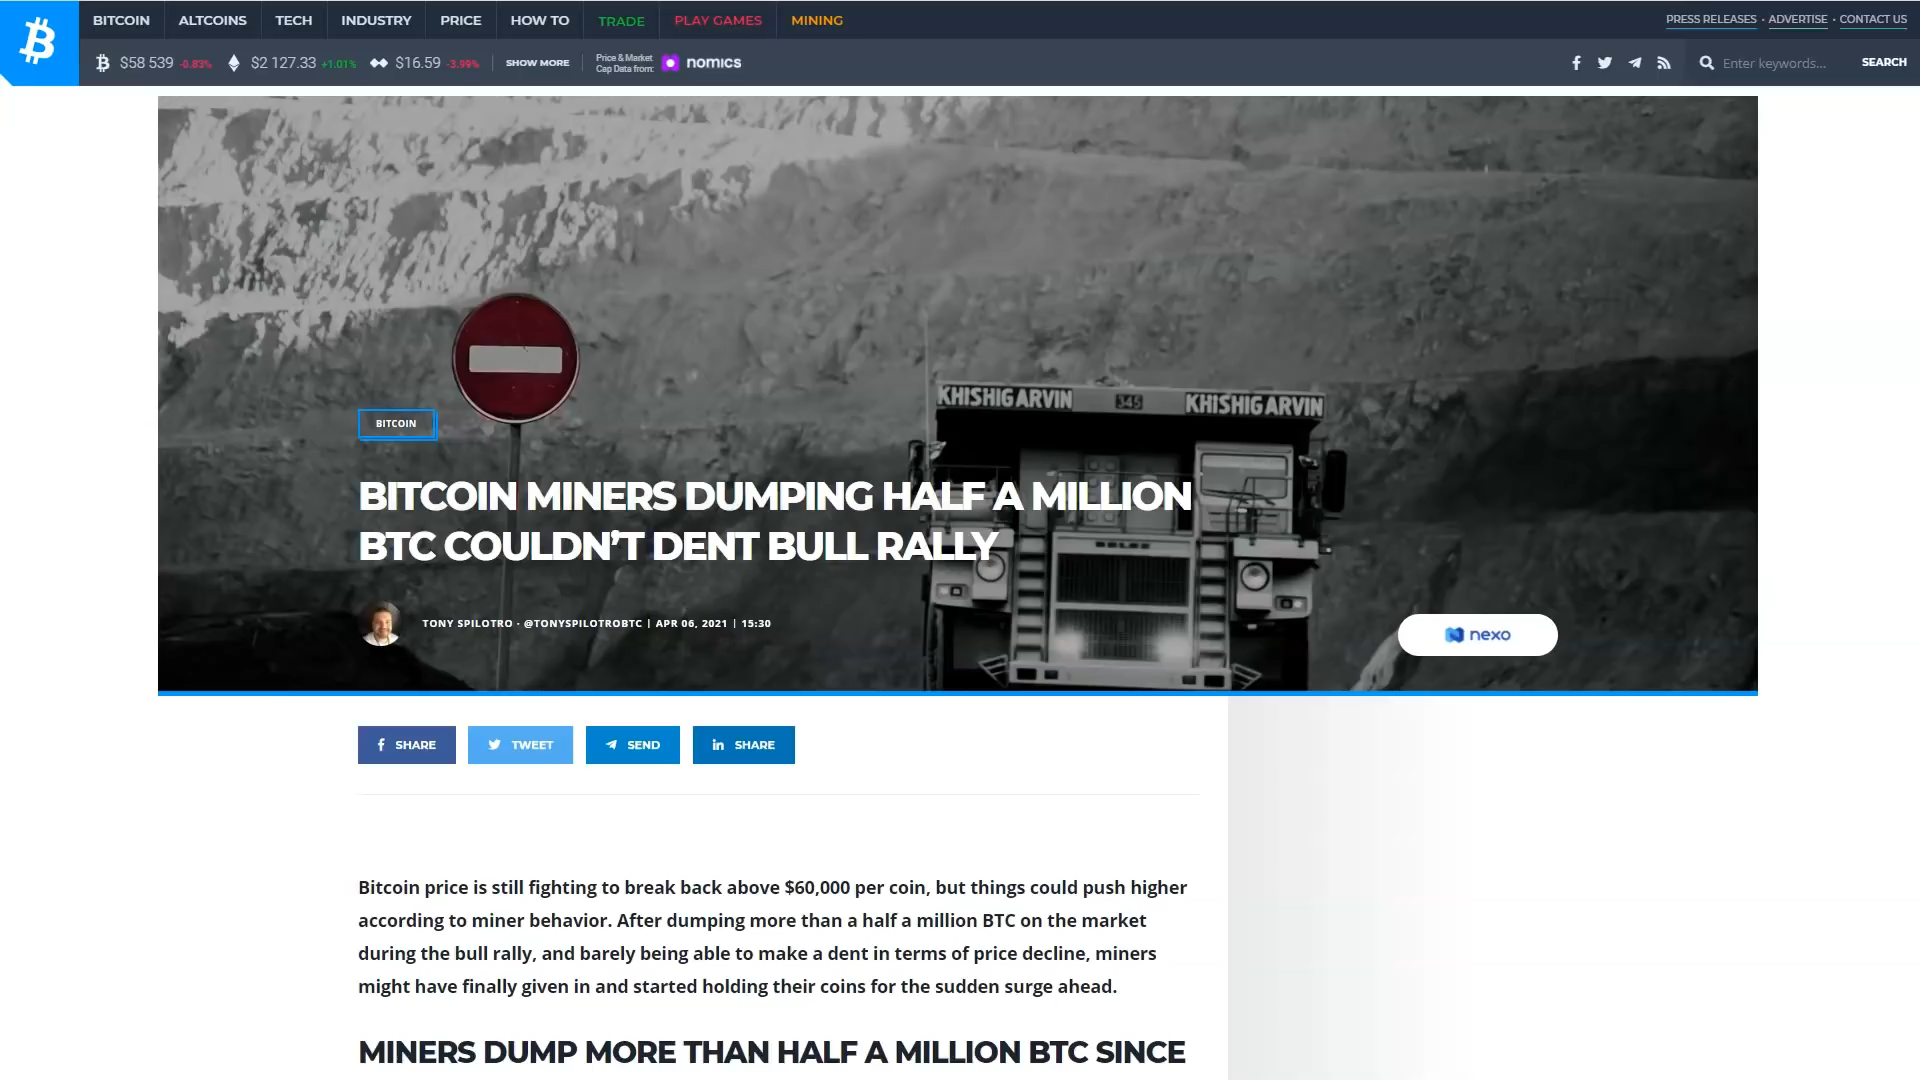 BITCOIN ALTCOINS TECH INDUSTRY PRICE HOW TO TRADE PLAY GAMES MINING
PRESS RELEASES • ADVERTISE • CONTACT US
$58 539 -0.83% $2 127.33 +1.01% $16.59 -3.99% SHOW MORE
Price & Market
Cap Data from:
nomics
Enter keywords... SEARCH
KHISHIG ARVIN 345 KHISHIG ARVIN
BITCOIN
BITCOIN MINERS DUMPING HALF A MILLION
BTC COULDN’T DENT BULL RALLY
TONY SPILOTRO · @TONYSPILOTROBTC | APR 06, 2021 | 15:30
nexo
SHARE TWEET SEND SHARE
Bitcoin price is still fighting to break back above $60,000 per coin, but things could push higher
according to miner behavior. After dumping more than a half a million BTC on the market
during the bull rally, and barely being able to make a dent in terms of price decline, miners
might have finally given in and started holding their coins for the sudden surge ahead.
MINERS DUMP MORE THAN HALF A MILLION BTC SINCE